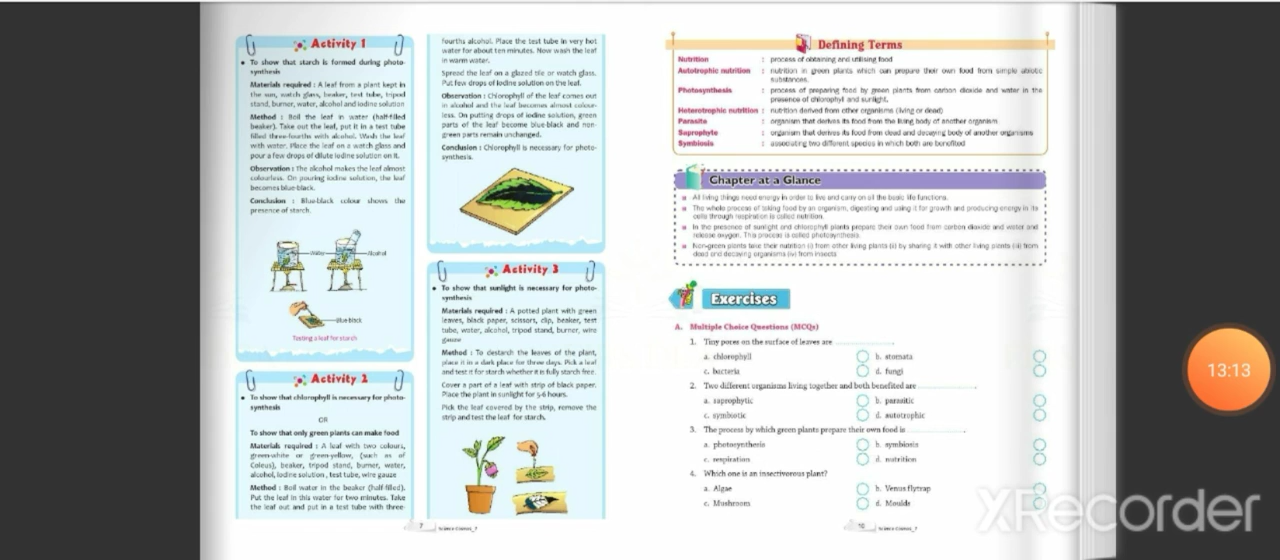 Activity 1
• To show that starch is formed during photo-
synthesis
Materials required : A leaf from a plant kept in
the sun, watch glass, beaker, test tube, tripod
stand, burner, water, alcohol and iodine solution
Method : Boil the leaf in water (half-filled
beaker). Take out the leaf, put it in a test tube
filled three-fourths with alcohol. Wash the leaf
with water. Place the leaf on a watch glass and
pour a few drops of dilute iodine solution on it.
Observation : The alcohol makes the leaf almost
colourless. On pouring iodine solution, the leaf
becomes blue-black.
Conclusion : Blue-black colour shows the
presence of starch.
Alcohol
Blue-black
Testing a leaf for starch
Activity 2
• To show that chlorophyll is necessary for photo-
synthesis
OR
To show that only green plants can make food
Materials required : A leaf with two colours,
green-white or green-yellow, (such as of
Coleus), beaker, tripod stand, burner, water,
alcohol, iodine solution , test tube, wire gauze
Method : Boil water in the beaker (half-filled).
Put the leaf in this water for two minutes. Take
the leaf out and put in a test tube with three-
fourths alcohol. Place the test tube in very hot
water for about ten minutes. Now wash the leaf
in warm water.
Spread the leaf on a glazed tile or watch glass.
Put few drops of iodine solution on the leaf.
Observation : Chlorophyll of the leaf comes out
in alcohol and the leaf becomes almost colour-
less. On putting drops of iodine solution, green
parts of the leaf become blue-black and non-
green parts remain unchanged.
Conclusion : Chlorophyll is necessary for photo-
synthesis.
Activity 3
• To show that sunlight is necessary for photo-
synthesis
Materials required : A potted plant with green
leaves, black paper, scissors, clip, beaker, test
tube, water, alcohol, tripod stand, burner, wire
gauze
Method : To destarch the leaves of the plant,
place it in a dark place for three days. Pick a leaf
and test it for starch whether it is fully starch free.
Cover a part of a leaf with strip of black paper.
Place the plant in sunlight for 5-6 hours.
Pick the leaf covered by the strip, remove the
strip and test the leaf for starch.
7
Science Cosmos_7
Defining Terms
Nutrition : process of obtaining and utilising food
Autotrophic nutrition : nutrition in green plants which can prepare their own food from simple abiotic
substances.
Photosynthesis : process of preparing food by green plants from carbon dioxide and water in the
presence of chlorophyll and sunlight.
Heterotrophic nutrition : nutrition derived from other organisms (living or dead)
Parasite : organism that derives its food from the living body of another organism
Saprophyte : organism that derives its food from dead and decaying body of another organisms
Symbiosis : associating two different species in which both are benefited
Chapter at a Glance
All living things need energy in order to live and carry on all the basic life functions.
The whole process of taking food by an organism, digesting and using it for growth and producing energy in its
cells through respiration is called nutrition.
In the presence of sunlight and chlorophyll plants prepare their own food from carbon dioxide and water and
release oxygen. This process is called photosynthesis.
Non-green plants take their nutrition (i) from other living plants (ii) by sharing it with other living plants (iii) from
dead and decaying organisms (iv) from insects
Exercises
A. Multiple Choice Questions (MCQs)
1. Tiny pores on the surface of leaves are ..................
a. chlorophyll b. stomata
c. bacteria d. fungi
2. Two different organisms living together and both benefited are ..................
a. saprophytic b. parasitic
c. symbiotic d. autotrophic
3. The process by which green plants prepare their own food is ..................
a. photosynthesis b. symbiosis
c. respiration d. nutrition
4. Which one is an insectivorous plant?
a. Algae b. Venus flytrap
c. Mushroom d. Moulds
10
Science Cosmos_7
13:13
XRecorder